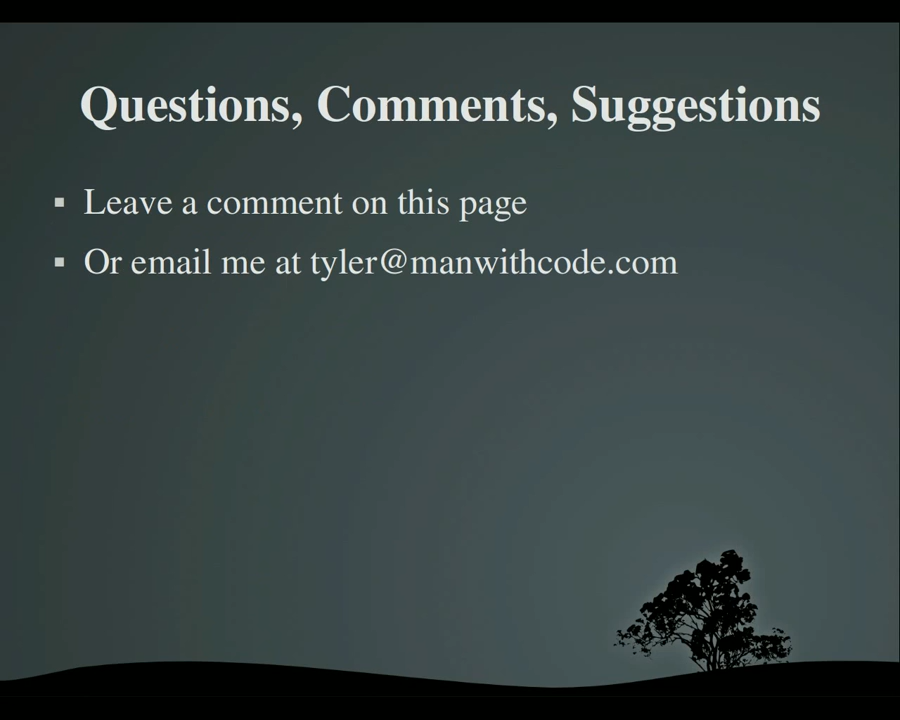 Questions, Comments, Suggestions
▪ Leave a comment on this page
▪ Or email me at tyler@manwithcode.com